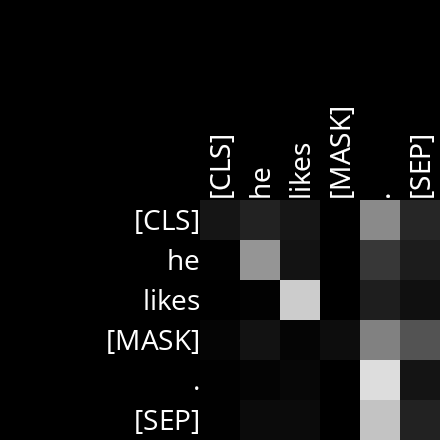 [CLS] he likes [MASK] . [SEP]
[CLS]
he
likes
[MASK]
.
[SEP]